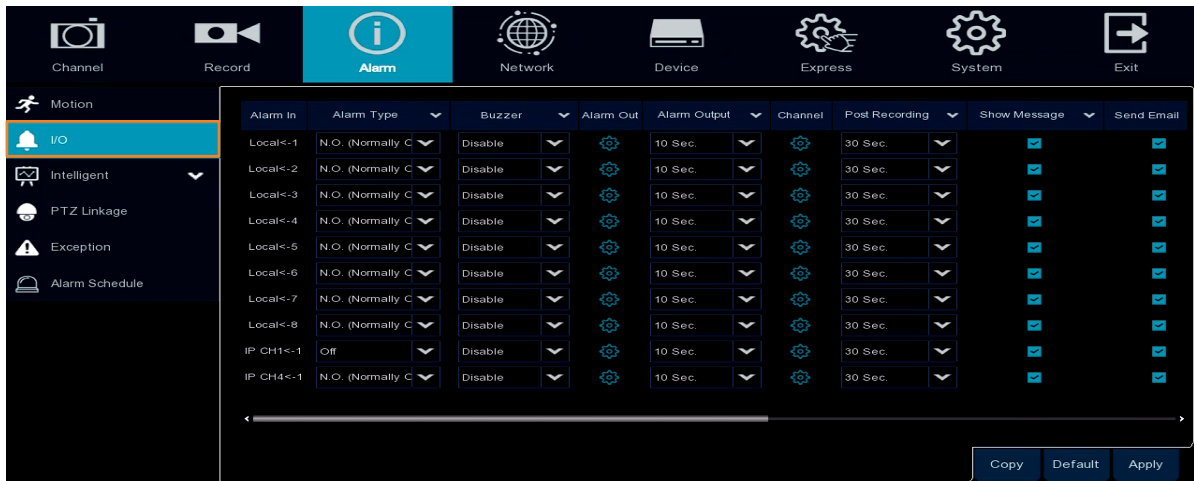 Channel Record Alarm Network Device Express System Exit
Motion
I/O
Intelligent
PTZ Linkage
Exception
Alarm Schedule
Alarm In Alarm Type Buzzer Alarm Out Alarm Output Channel Post Recording Show Message Send Email
Local<-1 N.O. (Normally C Disable 10 Sec. 30 Sec.
Local<-2 N.O. (Normally C Disable 10 Sec. 30 Sec.
Local<-3 N.O. (Normally C Disable 10 Sec. 30 Sec.
Local<-4 N.O. (Normally C Disable 10 Sec. 30 Sec.
Local<-5 N.O. (Normally C Disable 10 Sec. 30 Sec.
Local<-6 N.O. (Normally C Disable 10 Sec. 30 Sec.
Local<-7 N.O. (Normally C Disable 10 Sec. 30 Sec.
Local<-8 N.O. (Normally C Disable 10 Sec. 30 Sec.
IP CH1<-1 Off Disable 10 Sec. 30 Sec.
IP CH4<-1 N.O. (Normally C Disable 10 Sec. 30 Sec.
Copy Default Apply